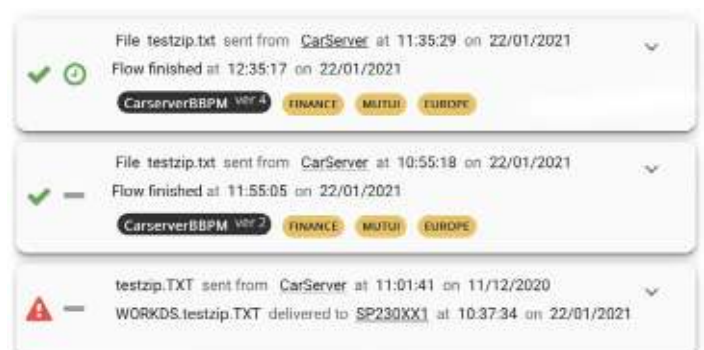 File testzip.txt sent from CarServer at 11:35:29 on 22/01/2021
Flow finished at 12:35:17 on 22/01/2021
CarserverBBPM ver 4 FINANCE MUTUI EUROPE
File testzip.txt sent from CarServer at 10:55:18 on 22/01/2021
Flow finished at 11:55:05 on 22/01/2021
CarserverBBPM ver 2 FINANCE MUTUI EUROPE
testzip.TXT sent from CarServer at 11:01:41 on 11/12/2020
WORKDS.testzip.TXT delivered to SP230XX1 at 10:37:34 on 22/01/2021